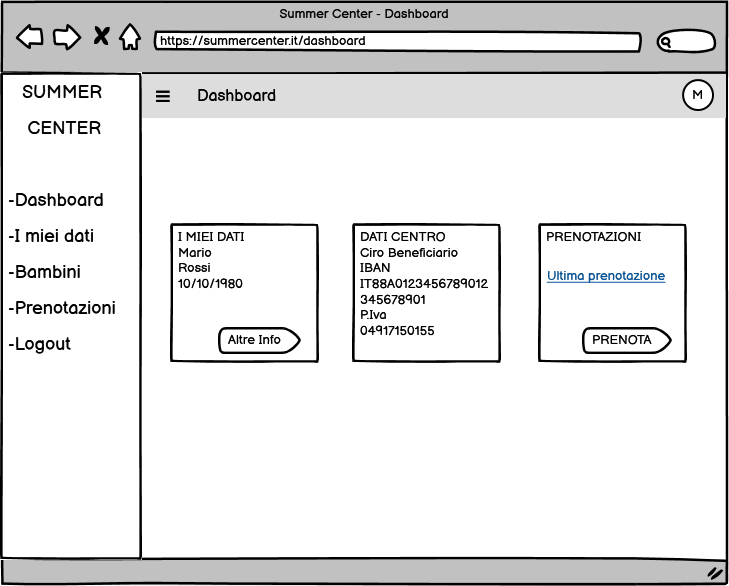 Summer Center - Dashboard
https://summercenter.it/dashboard
SUMMER
CENTER
Dashboard
M
-Dashboard
-I miei dati
-Bambini
-Prenotazioni
-Logout
I MIEI DATI
Mario
Rossi
10/10/1980
Altre Info
DATI CENTRO
Ciro Beneficiario
IBAN
IT88A0123456789012
345678901
P.Iva
04917150155
PRENOTAZIONI
Ultima prenotazione
PRENOTA